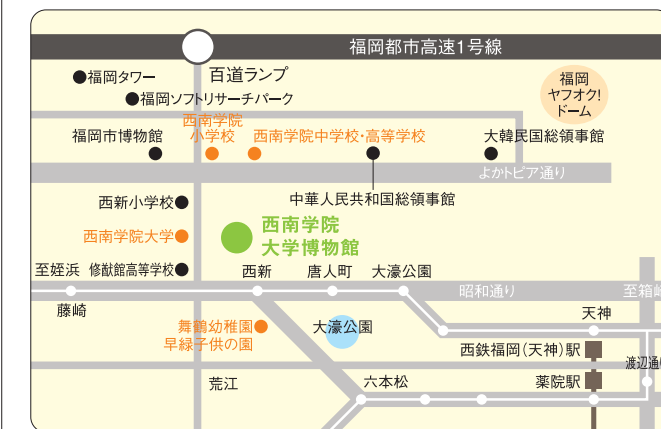 福岡都市高速1号線
福岡タワー
百道ランプ
福岡
ヤフオク!
ドーム
福岡ソフトリサーチパーク
西南学院
小学校
福岡市博物館
西南学院中学校・高等学校
大韓民国総領事館
よかトピア通り
中華人民共和国総領事館
西新小学校
西南学院大学
西南学院
大学博物館
至姪浜
修猷館高等学校
西新
唐人町
大濠公園
昭和通り
至箱崎
藤崎
天神
舞鶴幼稚園
早緑子供の園
大濠公園
西鉄福岡(天神)駅
渡辺通り
荒江
六本松
薬院駅